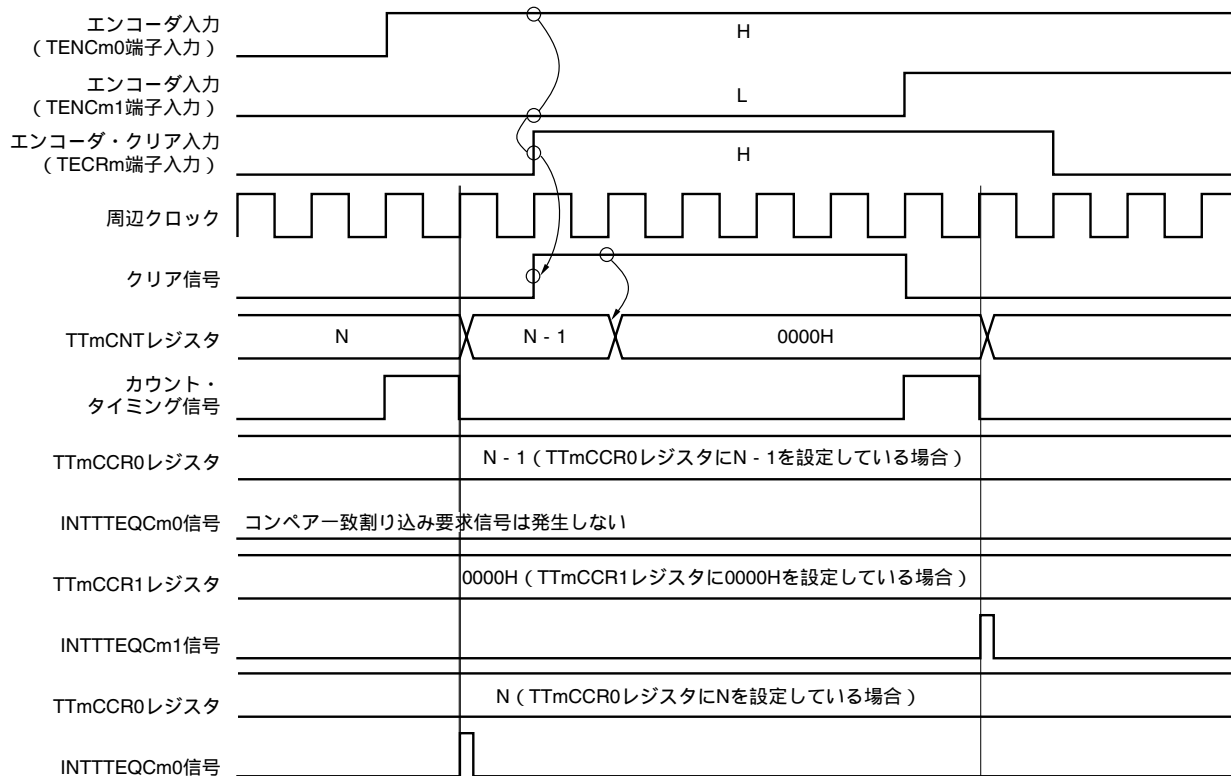 エンコーダ入力
（TENCm0端子入力）
H
エンコーダ入力
（TENCm1端子入力）
L
エンコーダ・クリア入力
（TECRm端子入力）
H
周辺クロック
クリア信号
TTmCNTレジスタ
N
N - 1
0000H
カウント・
タイミング信号
TTmCCR0レジスタ
N - 1（TTmCCR0レジスタにN - 1を設定している場合）
INTTTEQCm0信号
コンペア一致割り込み要求信号は発生しない
TTmCCR1レジスタ
0000H（TTmCCR1レジスタに0000Hを設定している場合）
INTTTEQCm1信号
TTmCCR0レジスタ
N（TTmCCR0レジスタにNを設定している場合）
INTTTEQCm0信号